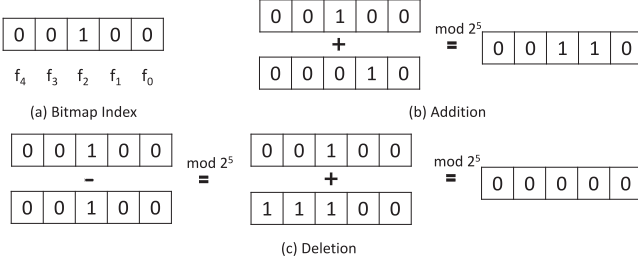 0 0 1 0 0
f4 f3 f2 f1 f0
(a) Bitmap Index
0 0 1 0 0
+
0 0 0 1 0
mod 2^5
=
0 0 1 1 0
(b) Addition
0 0 1 0 0
-
0 0 1 0 0
mod 2^5
=
0 0 1 0 0
+
1 1 1 0 0
mod 2^5
=
0 0 0 0 0
(c) Deletion